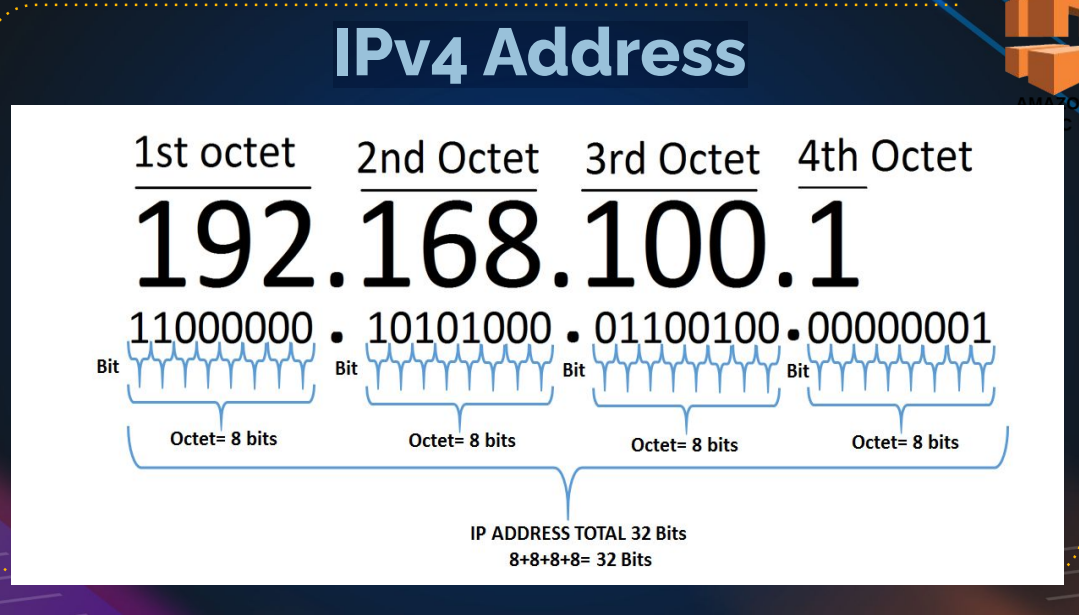 IPv4 Address
1st octet 2nd Octet 3rd Octet 4th Octet
192.168.100.1
11000000 . 10101000 . 01100100 . 00000001
Bit Bit Bit Bit
Octet= 8 bits Octet= 8 bits Octet= 8 bits Octet= 8 bits
IP ADDRESS TOTAL 32 Bits
8+8+8+8= 32 Bits